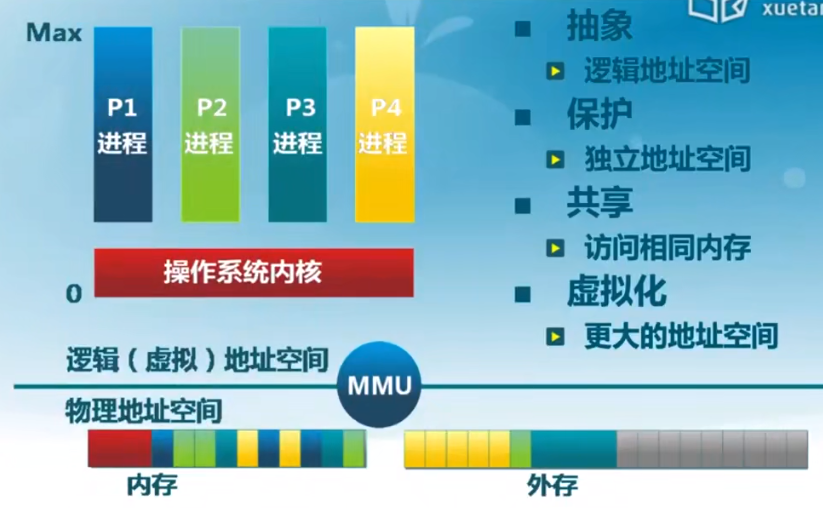 Max
P1
进程
P2
进程
P3
进程
P4
进程
操作系统内核
0
逻辑（虚拟）地址空间
MMU
物理地址空间
内存
外存
xuetan
抽象
逻辑地址空间
保护
独立地址空间
共享
访问相同内存
虚拟化
更大的地址空间